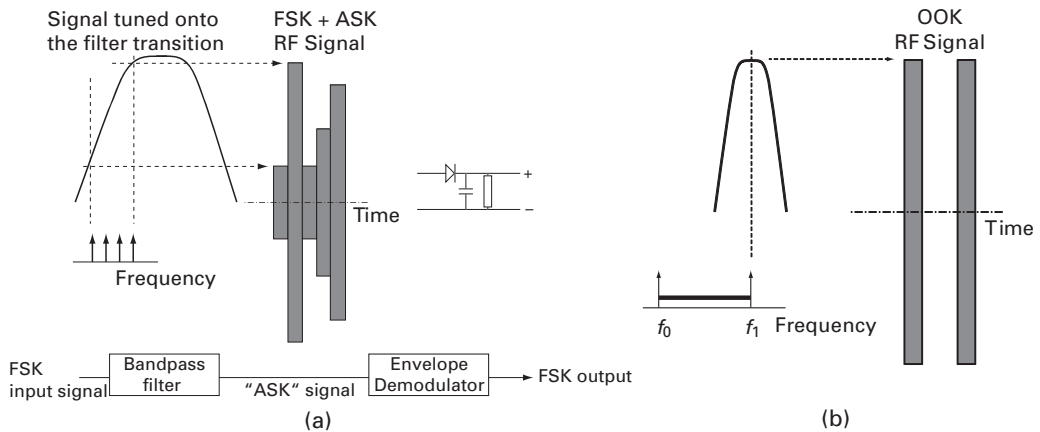 Signal tuned onto
the filter transition
FSK + ASK
RF Signal
Time
+
−
Frequency
FSK
input signal
Bandpass
filter
"ASK" signal
Envelope
Demodulator
FSK output
(a)
OOK
RF Signal
Time
f0
f1
Frequency
(b)